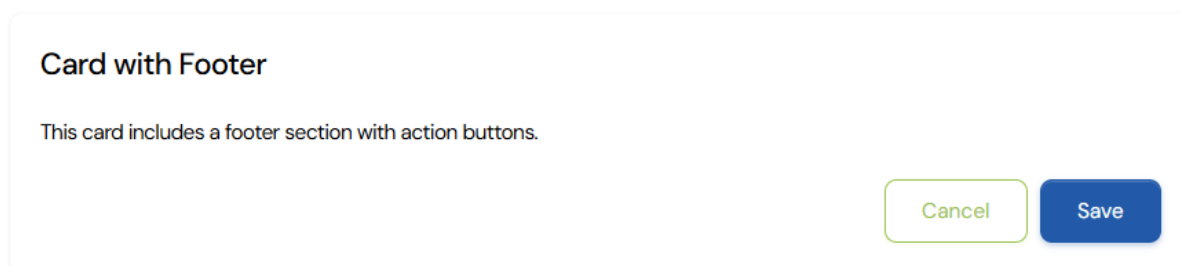 Card with Footer
This card includes a footer section with action buttons.
Cancel Save